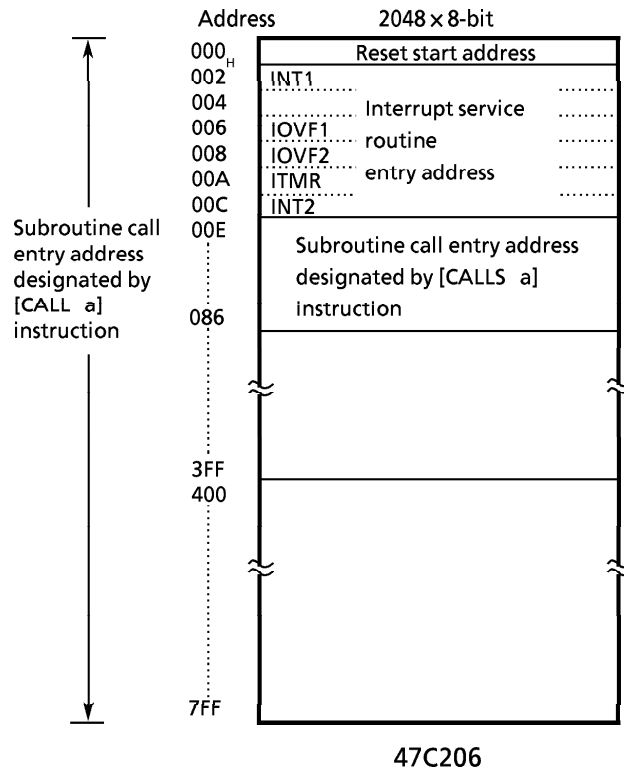 Address 2048 × 8-bit
000H Reset start address
002 INT1
004 Interrupt service
006 IOVF1 routine
008 IOVF2
00A ITMR entry address
00C INT2
00E
Subroutine call entry address
designated by [CALLS a]
instruction
086
Subroutine call
entry address
designated by
[CALL a]
instruction
3FF
400
7FF
47C206